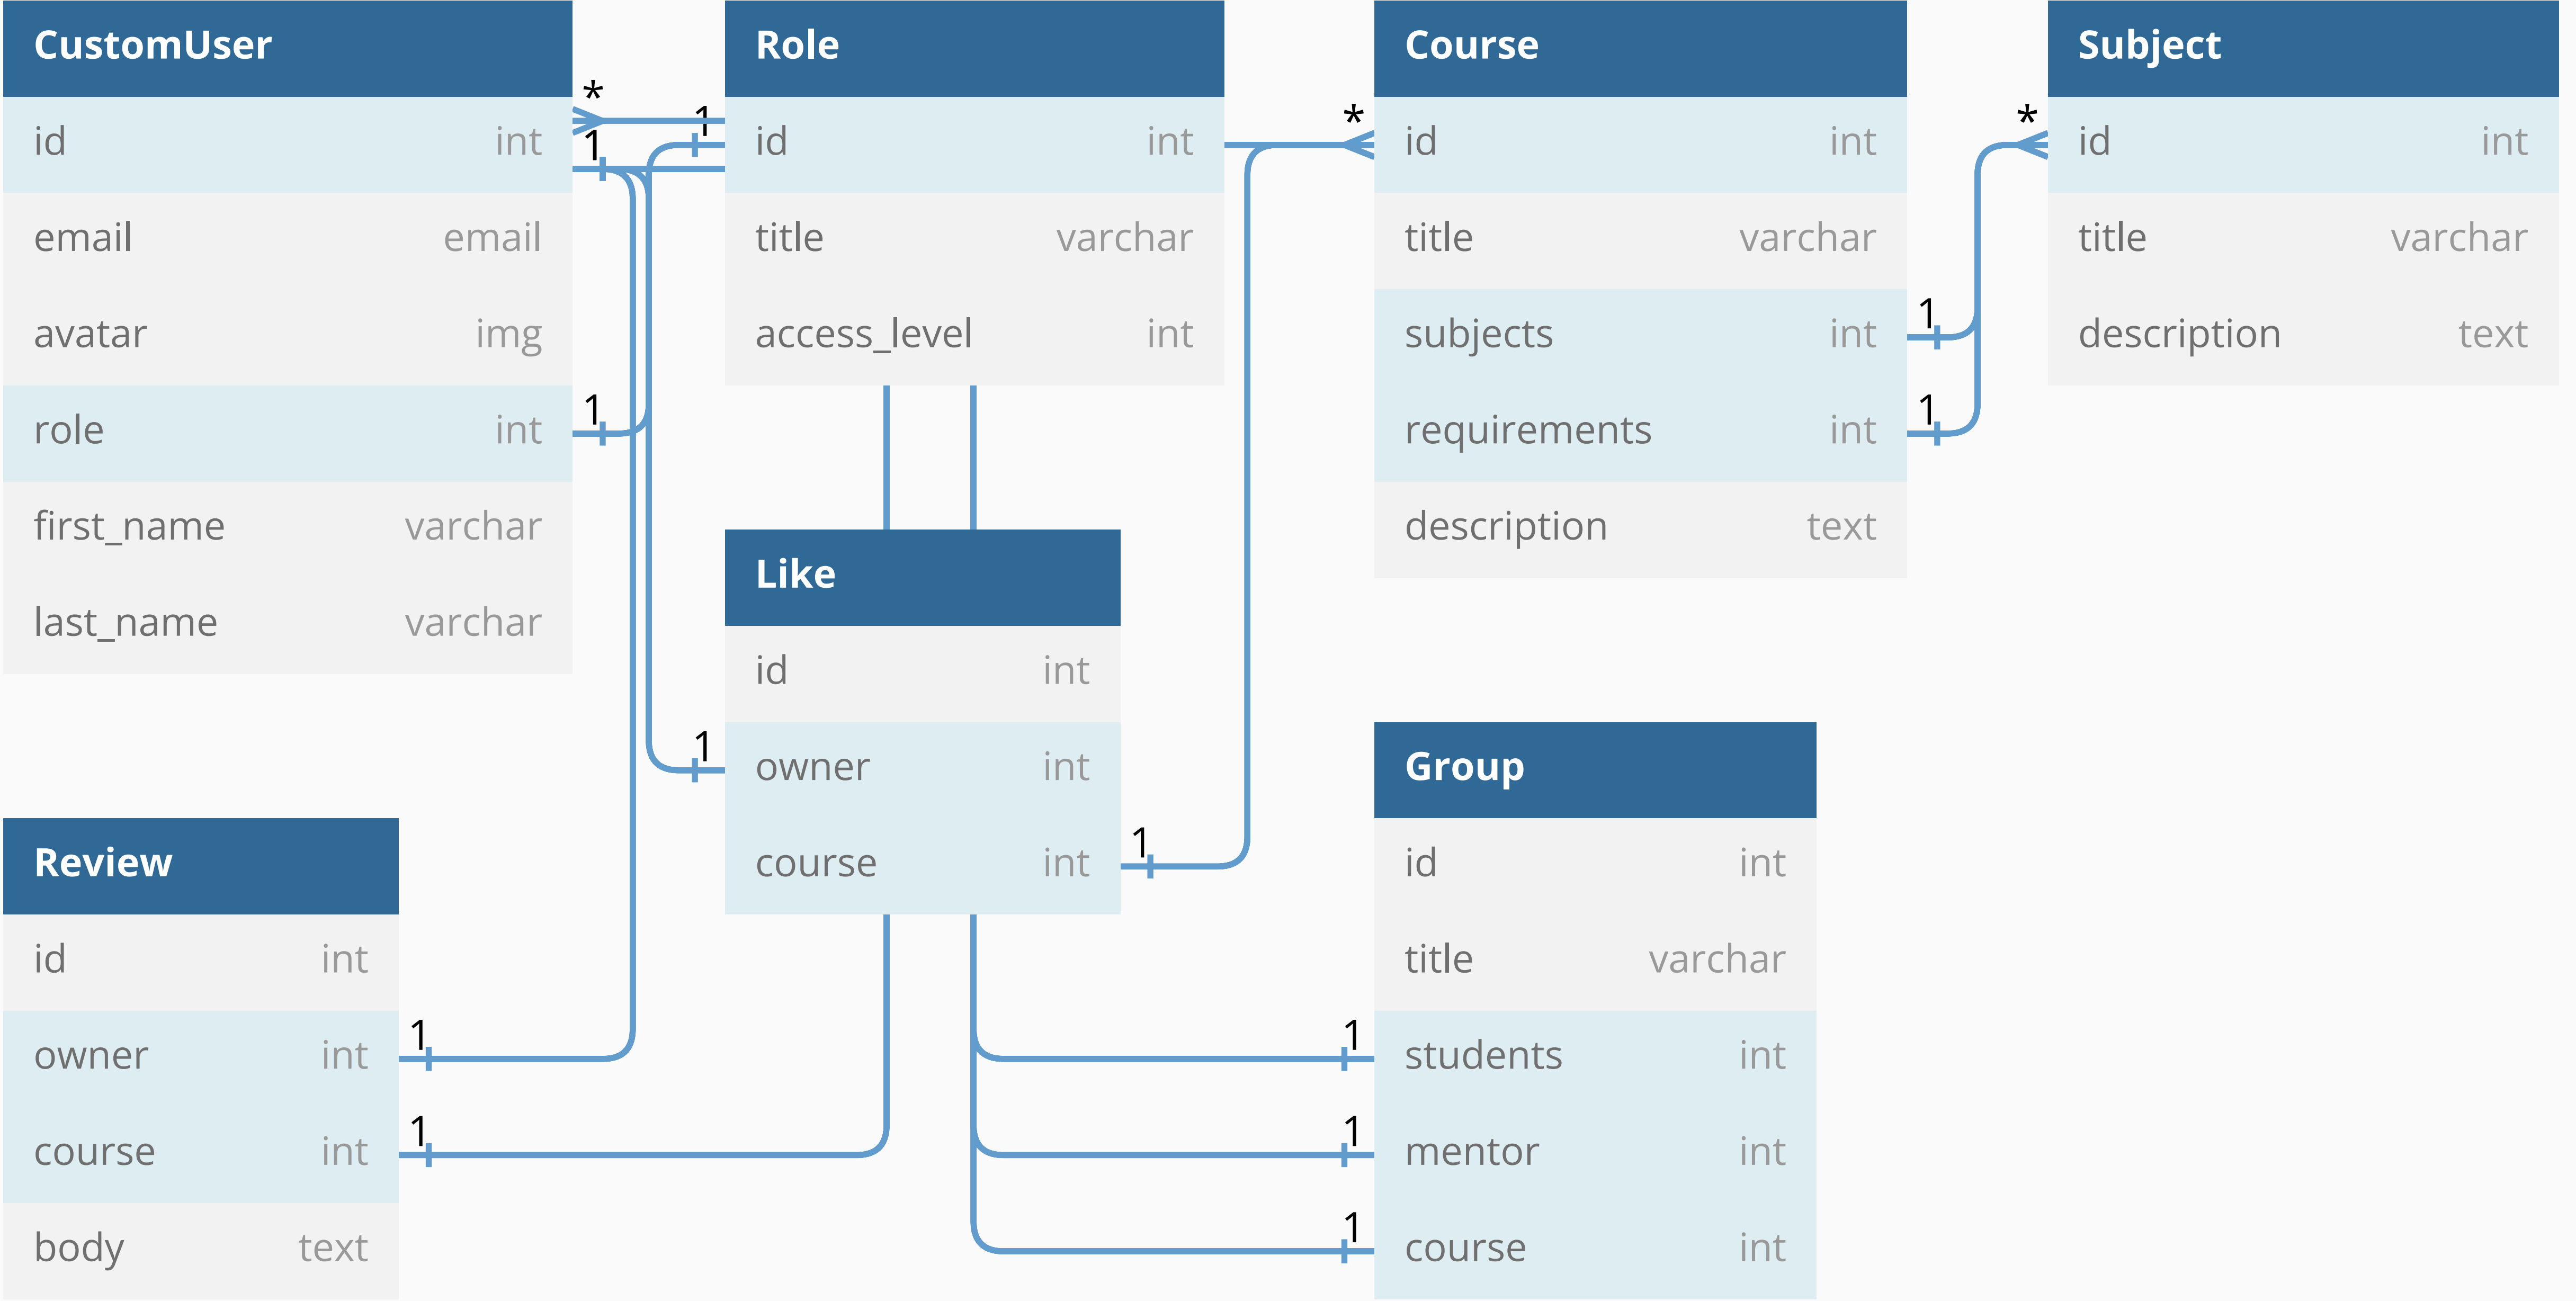 CustomUser
id int
email email
avatar img
role int
first_name varchar
last_name varchar
* 1 1 1
Role
id int
title varchar
access_level int
*
Course
id int
title varchar
subjects int 1
requirements int 1
description text
*
Subject
id int
title varchar
description text
Like
id int
1 owner int
course int 1
Review
id int
owner int 1
course int 1
body text
Group
id int
title varchar
1 students int
1 mentor int
1 course int